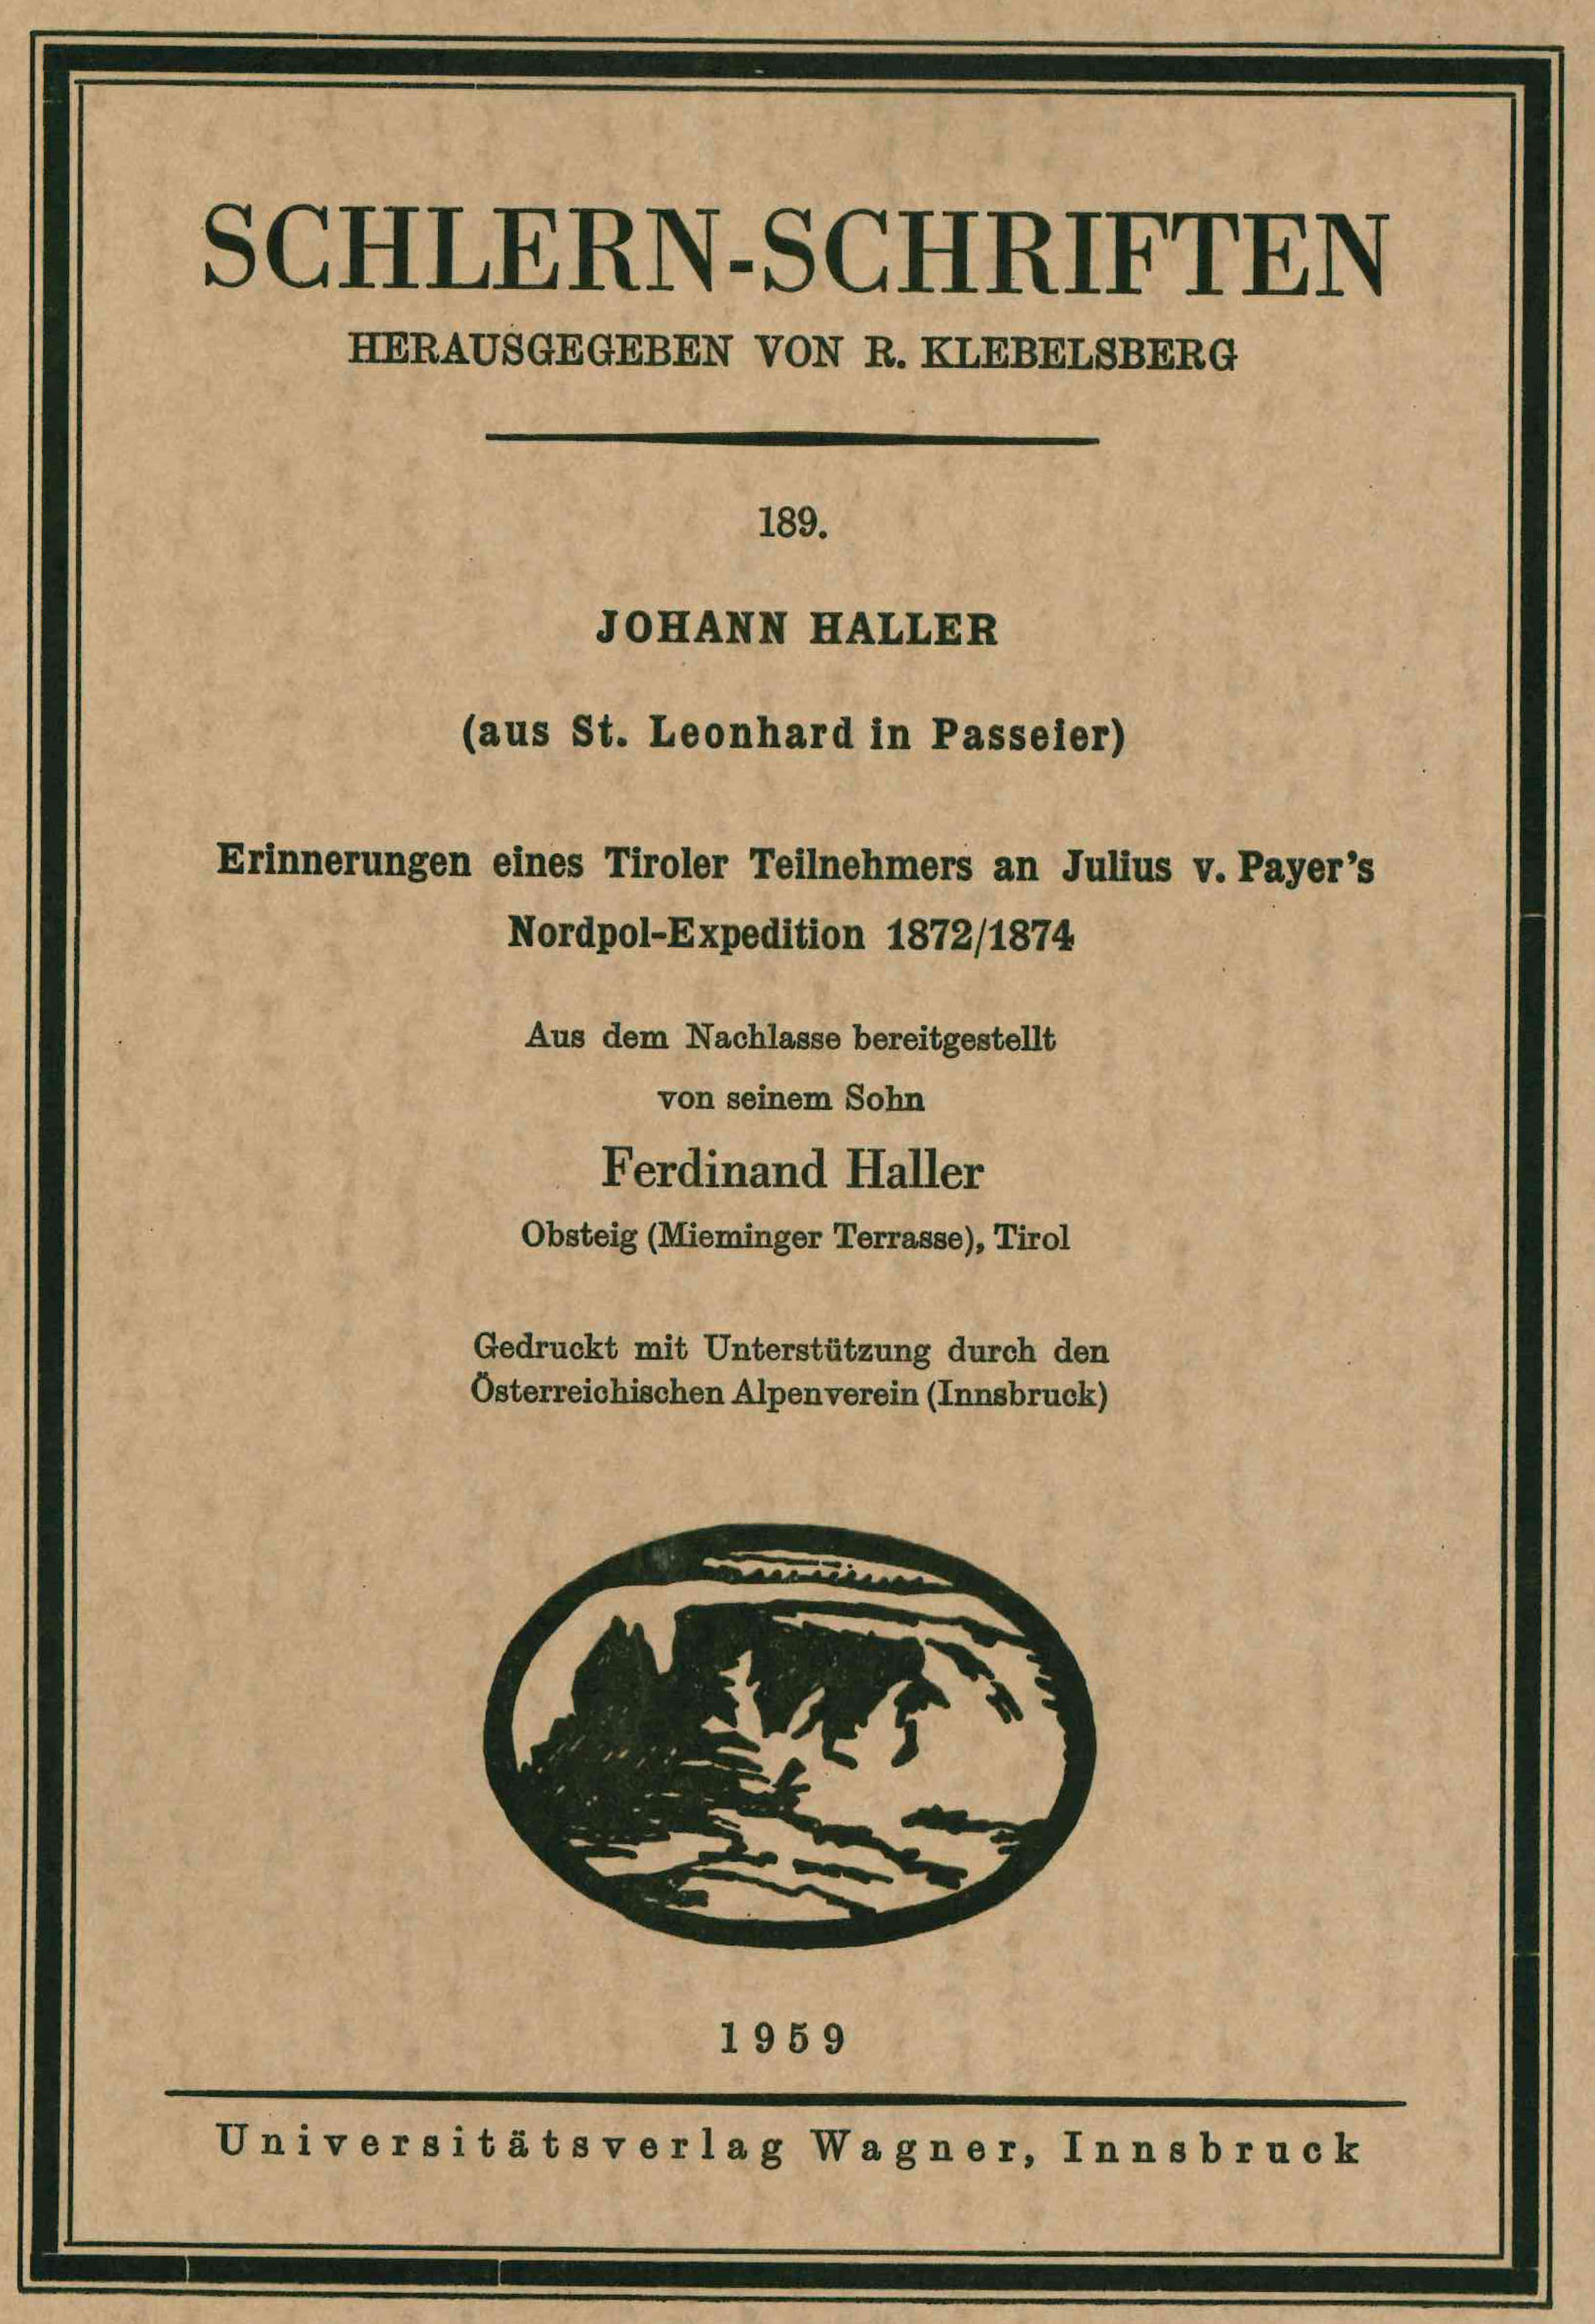 SCHLERN-SCHRIFTEN
HERAUSGEGEBEN VON R. KLEBELSBERG
189.
JOHANN HALLER
(aus St. Leonhard in Passeier)
Erinnerungen eines Tiroler Teilnehmers an Julius v. Payer's
Nordpol-Expedition 1872/1874
Aus dem Nachlasse bereitgestellt
von seinem Sohn
Ferdinand Haller
Obsteig (Mieminger Terrasse), Tirol
Gedruckt mit Unterstützung durch den
Österreichischen Alpenverein (Innsbruck)
1959
Universitätsverlag Wagner, Innsbruck